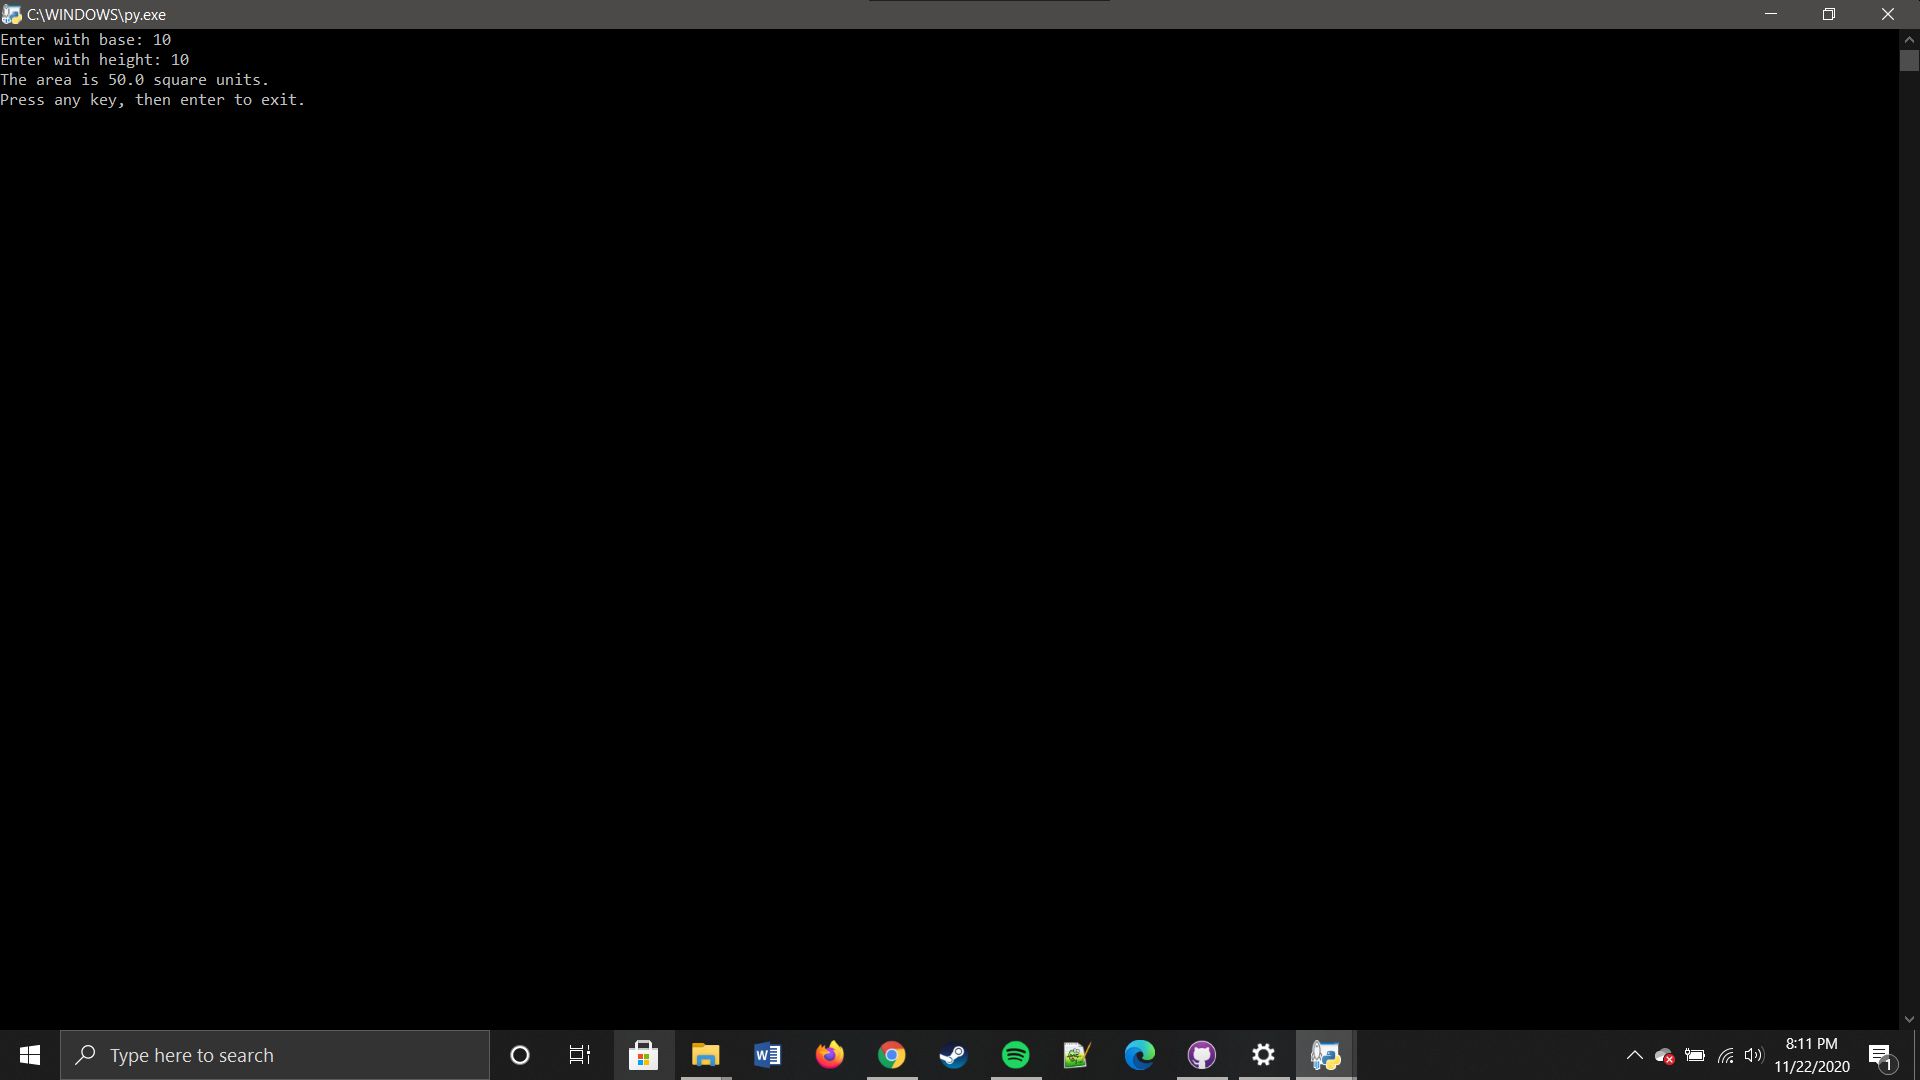 C:\WINDOWS\py.exe
Enter with base: 10
Enter with height: 10
The area is 50.0 square units.
Press any key, then enter to exit.
Type here to search
8:11 PM
11/22/2020
1